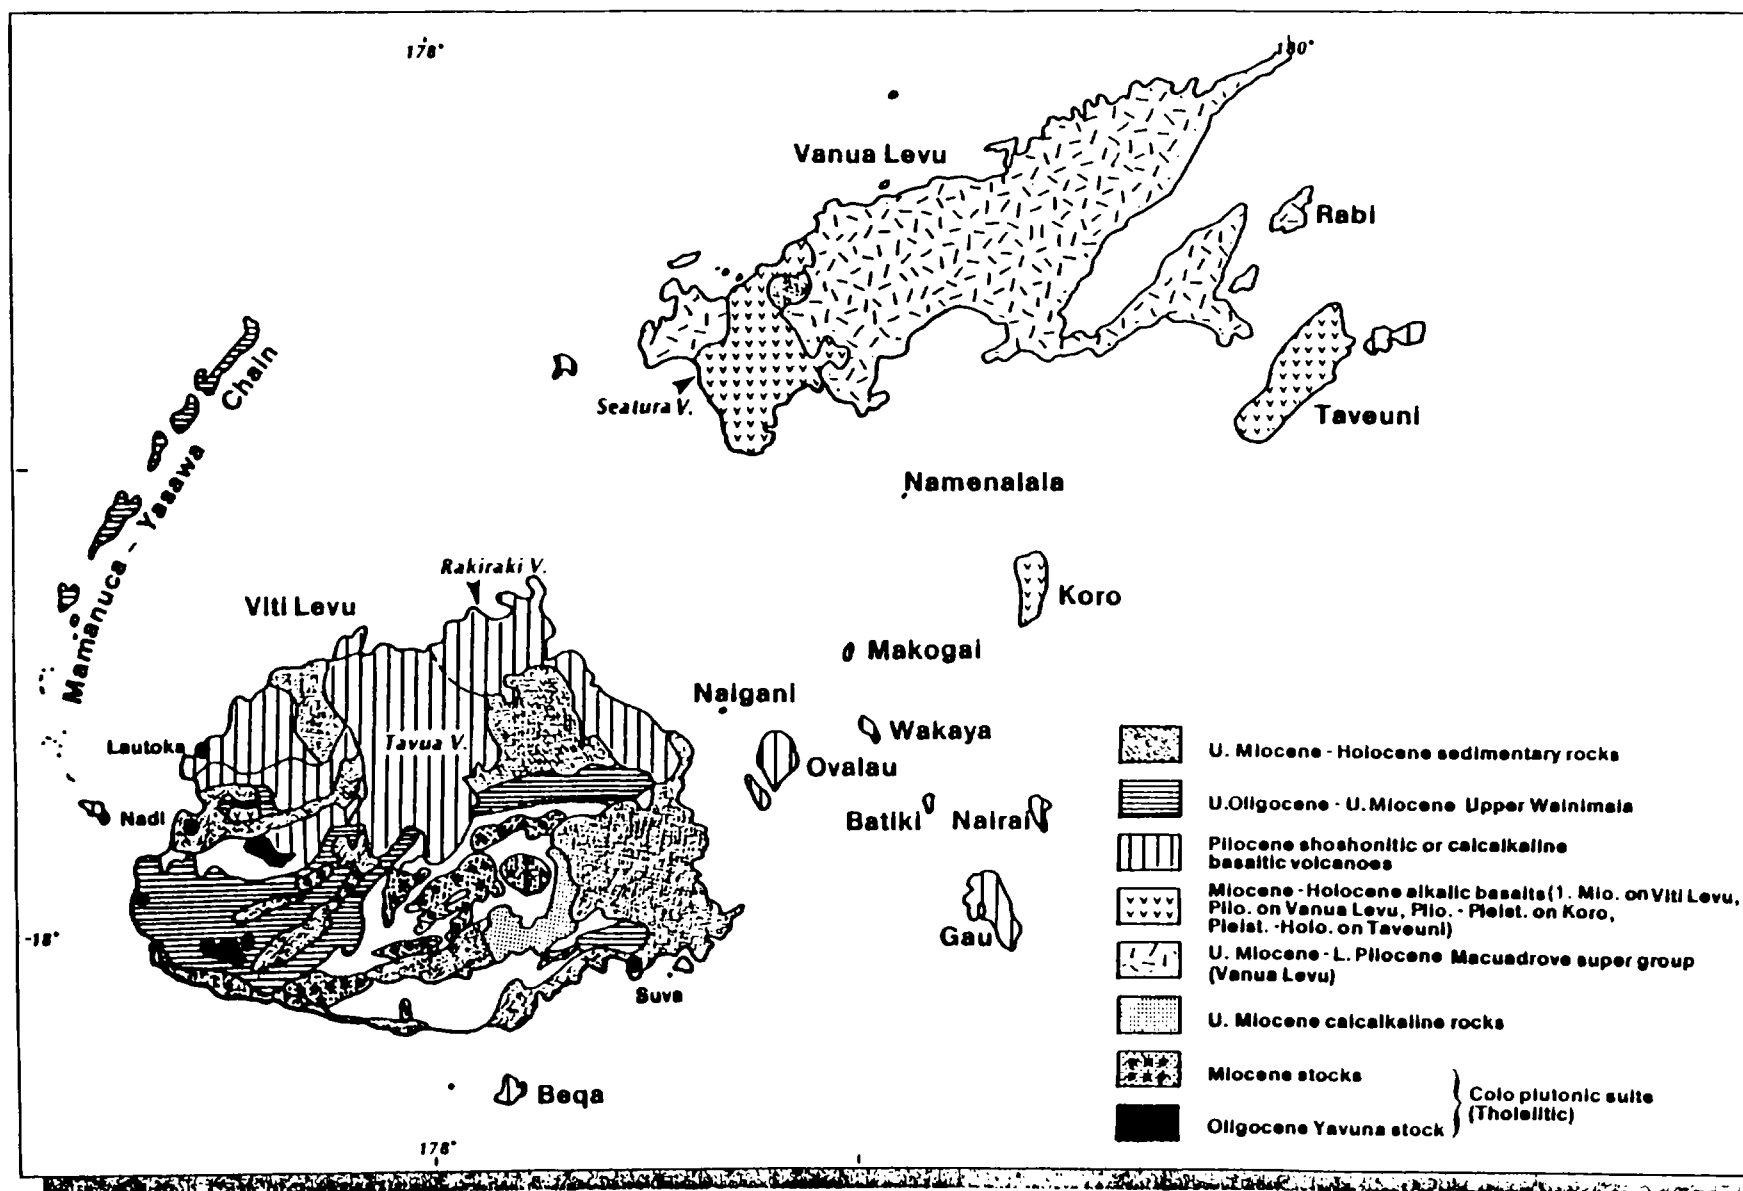 178°
180°
Vanua Levu
Rabi
Chain
Seatura V.
Taveuni
Yasawa
Namenalala
Rakiraki V.
Viti Levu
Koro
Mamanuca -
Makogai
Naigani
Lautoka
Tavua V.
Wakaya
Ovalau
U. Miocene - Holocene sedimentary rocks
Nadi
Batiki
Nairai
U.Oligocene - U.Miocene Upper Wainimala
Pliocene shoshonitic or calcalkaline
basaltic volcanoes
Miocene - Holocene alkalic basalts (1. Mio. on Viti Levu,
Plio. on Vanua Levu, Plio. - Pleist. on Koro,
Pleist. -Holo. on Taveuni)
-18°
Gau
U. Miocene - L. Pliocene Macuadrove super group
(Vanua Levu)
Suva
U. Miocene calcalkaline rocks
Miocene stocks
Beqa
Colo plutonic suite
(Tholeiitic)
Oligocene Yavuna stock
178°